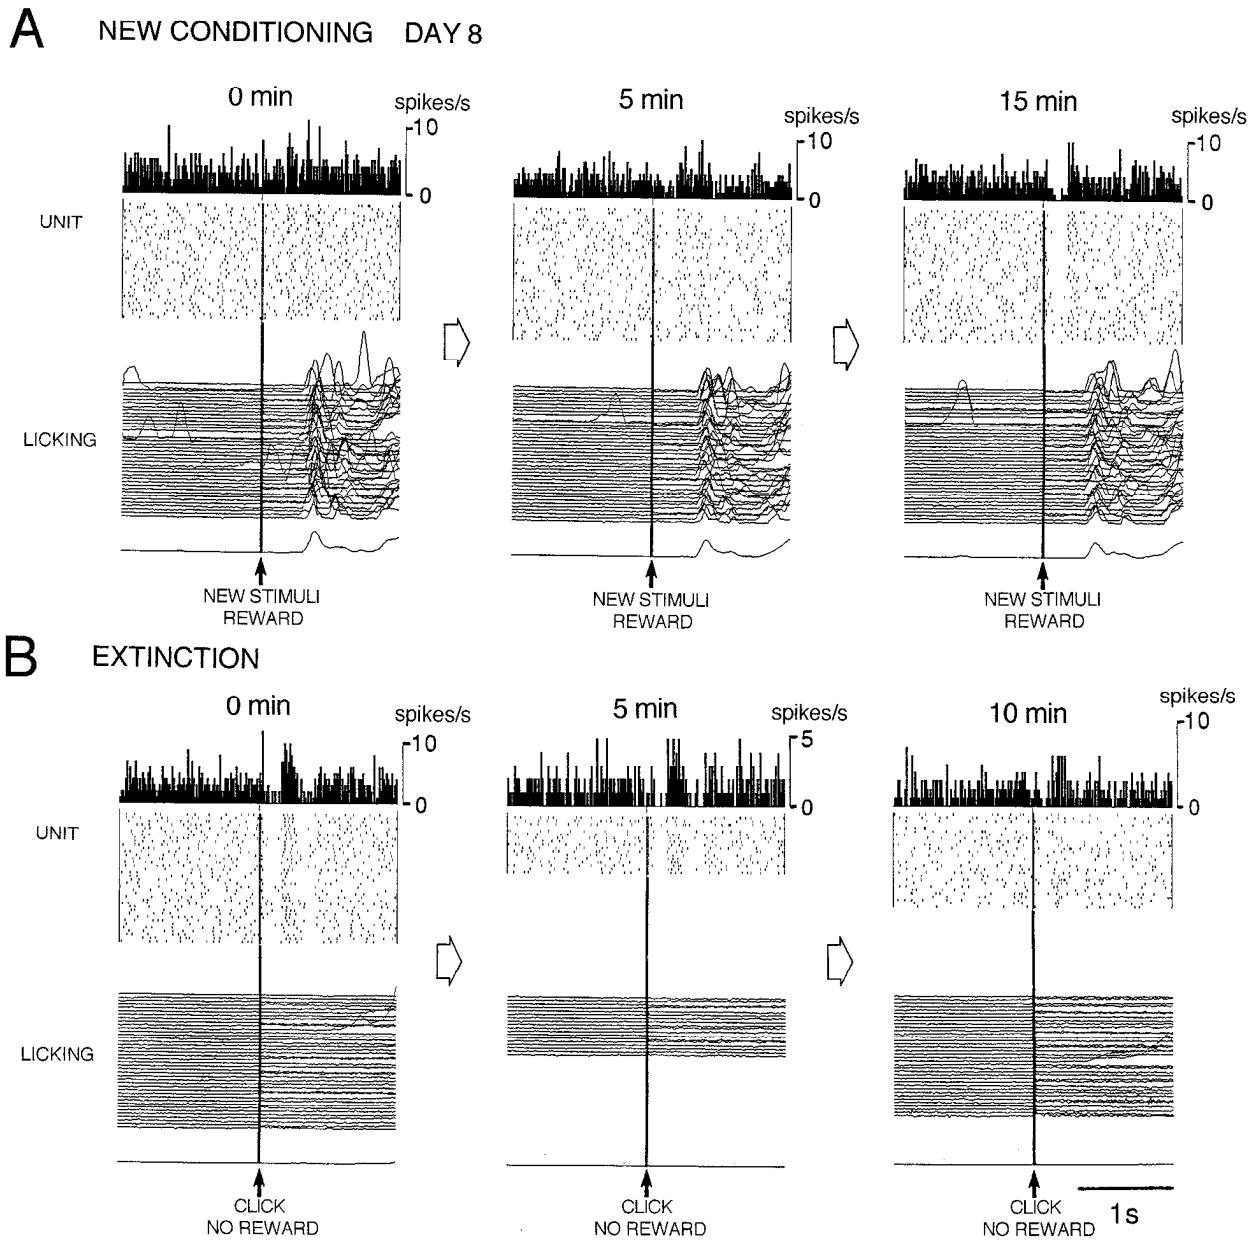 A NEW CONDITIONING DAY 8
0 min 5 min 15 min
spikes/s spikes/s spikes/s
10 10 10
0 0 0
UNIT
LICKING
NEW STIMULI NEW STIMULI NEW STIMULI
REWARD REWARD REWARD
B EXTINCTION
0 min 5 min 10 min
spikes/s spikes/s spikes/s
10 5 10
0 0 0
UNIT
LICKING
CLICK CLICK CLICK 1s
NO REWARD NO REWARD NO REWARD